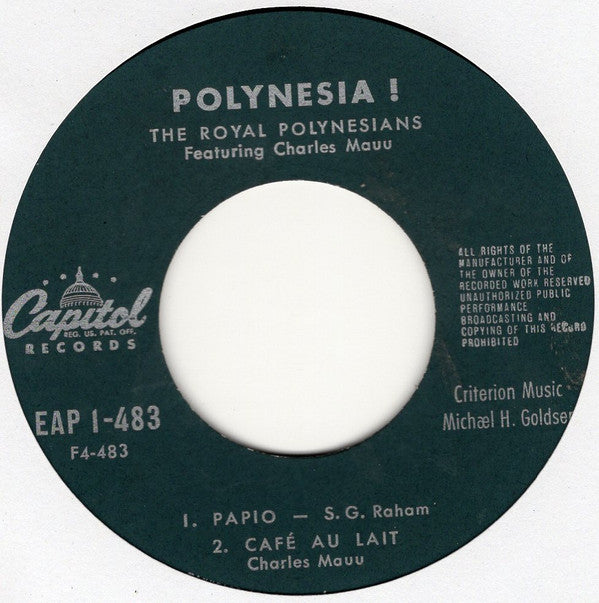 POLYNESIA !
THE ROYAL POLYNESIANS
Featuring Charles Mauu
ALL RIGHTS OF THE
MANUFACTURER AND OF
THE OWNER OF THE
RECORDED WORK RESERVED
UNAUTHORIZED PUBLIC
PERFORMANCE
BROADCASTING AND
COPYING OF THIS RECORD
PROHIBITED
Capitol
REG. U.S. PAT. OFF.
RECORDS
EAP 1-483
F4-483
Criterion Music
Michæl H. Goldsen
1. PAPIO — S. G. Raham
2. CAFÉ AU LAIT
Charles Mauu